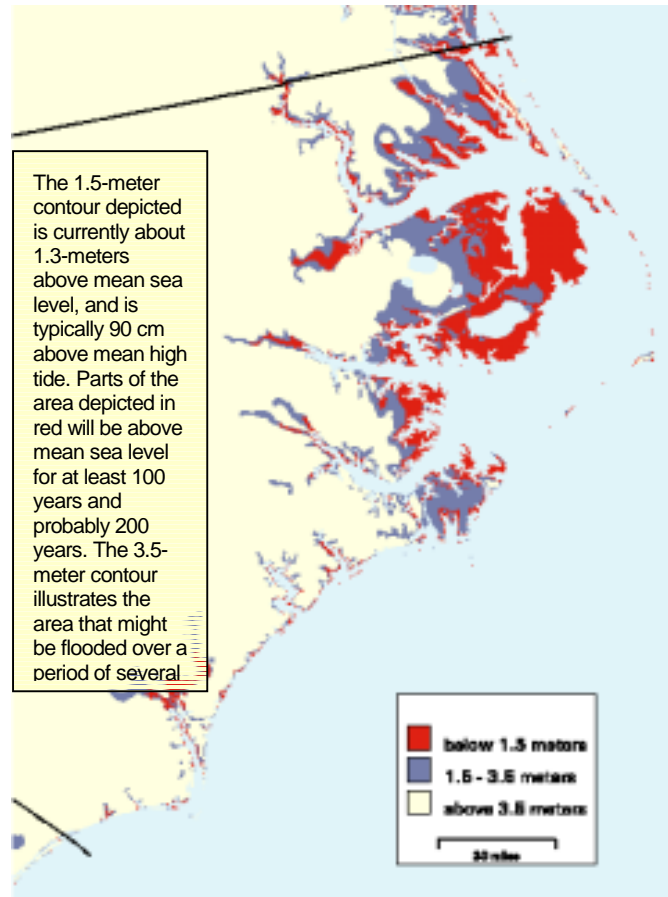 The 1.5-meter
contour depicted
is currently about
1.3-meters
above mean sea
level, and is
typically 90 cm
above mean high
tide. Parts of the
area depicted in
red will be above
mean sea level
for at least 100
years and
probably 200
years. The 3.5-
meter contour
illustrates the
area that might
be flooded over a
period of several
below 1.5 meters
1.5 - 3.5 meters
above 3.5 meters
miles